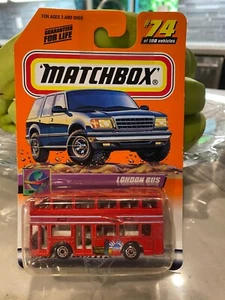 FOR AGES 3 AND OVER
GUARANTEED
FOR LIFE
#74
of 100 vehicles
MATCHBOX
LONDON BUS